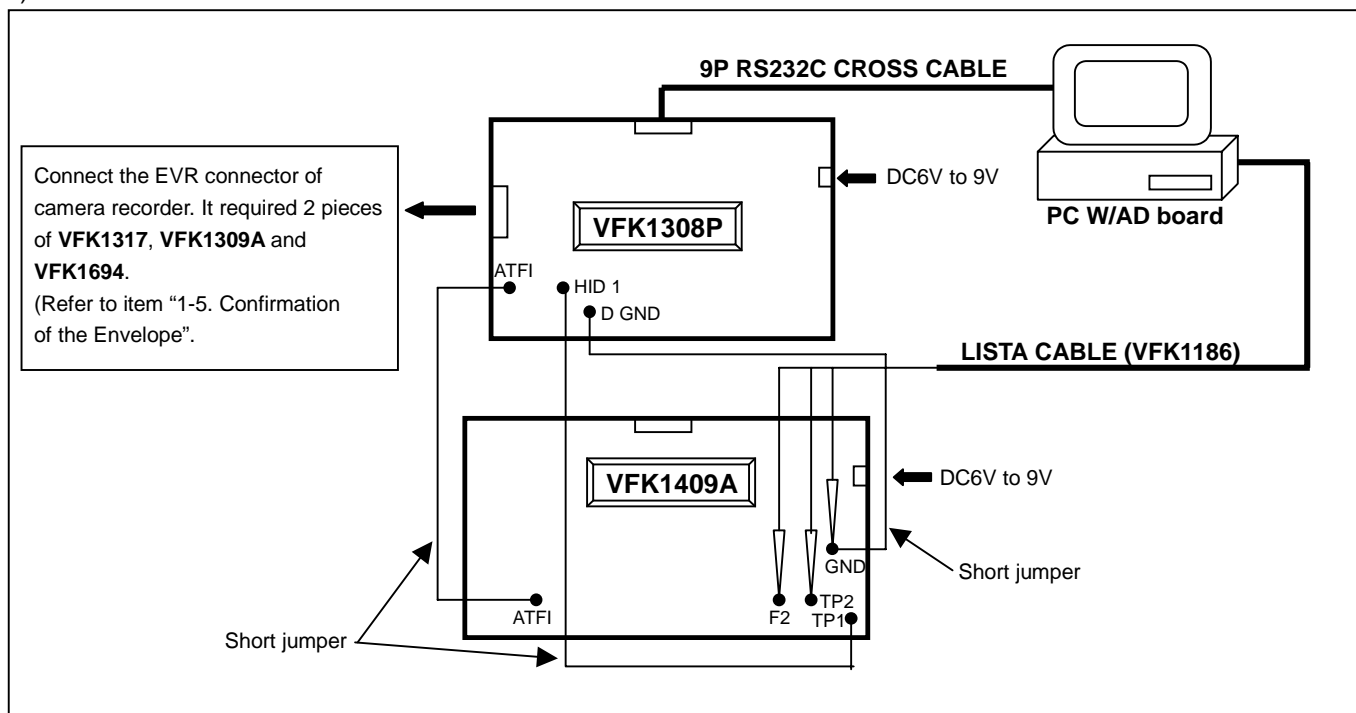 9P RS232C CROSS CABLE
Connect the EVR connector of
camera recorder. It required 2 pieces
of VFK1317, VFK1309A and
VFK1694.
(Refer to item “1-5. Confirmation
of the Envelope”.
DC6V to 9V
PC W/AD board
VFK1308P
ATFI
HID 1
D GND
LISTA CABLE (VFK1186)
VFK1409A
DC6V to 9V
GND
Short jumper
ATFI
F2
TP2
TP1
Short jumper